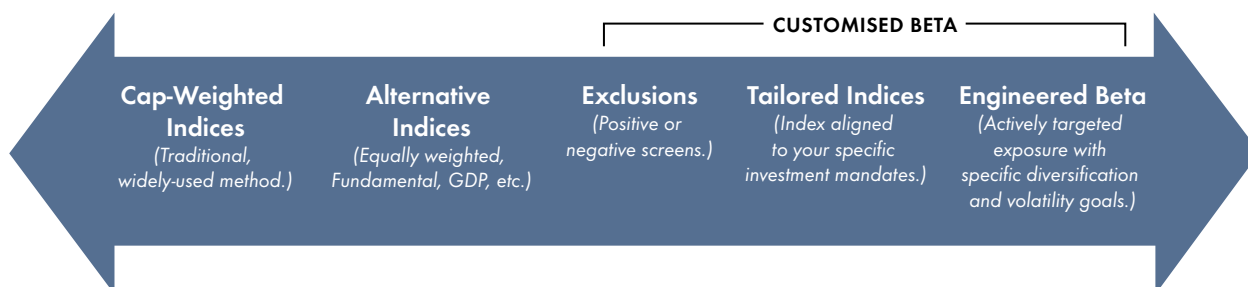 CUSTOMISED BETA
Cap-Weighted
Indices
(Traditional,
widely-used method.)
Alternative
Indices
(Equally weighted,
Fundamental, GDP, etc.)
Exclusions
(Positive or
negative screens.)
Tailored Indices
(Index aligned
to your specific
investment mandates.)
Engineered Beta
(Actively targeted
exposure with
specific diversification
and volatility goals.)